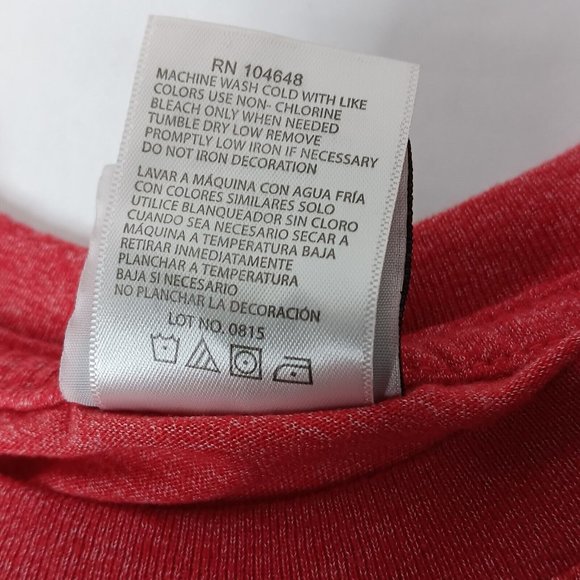 RN 104648
MACHINE WASH COLD WITH LIKE
COLORS USE NON- CHLORINE
BLEACH ONLY WHEN NEEDED
TUMBLE DRY LOW REMOVE
PROMPTLY LOW IRON IF NECESSARY
DO NOT IRON DECORATION
LAVAR A MÁQUINA CON AGUA FRÍA
CON COLORES SIMILARES SOLO
UTILICE BLANQUEADOR SIN CLORO
CUANDO SEA NECESARIO SECAR A
MÁQUINA A TEMPERATURA BAJA
RETIRAR INMEDIATAMENTE
PLANCHAR A TEMPERATURA
BAJA SI NECESARIO
NO PLANCHAR LA DECORACIÓN
LOT NO. 0815